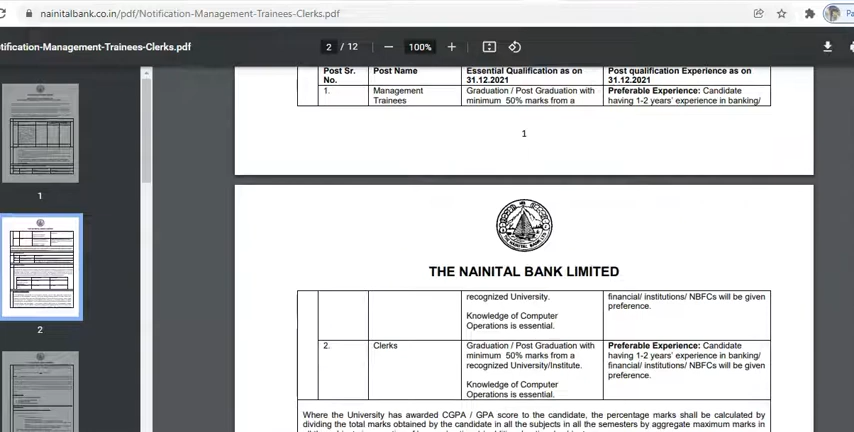 nainitalbank.co.in/pdf/Notification-Management-Trainees-Clerks.pdf
tification-Management-Trainees-Clerks.pdf
2 / 12
100%
Post Sr. No.
Post Name
Essential Qualification as on 31.12.2021
Post qualification Experience as on 31.12.2021
1.
Management
Trainees
Graduation / Post Graduation with
minimum 50% marks from a
Preferable Experience: Candidate
having 1-2 years' experience in banking/
1
1
THE NAINITAL BANK LTD.
THE NAINITAL BANK LIMITED
recognized University.
Knowledge of Computer
Operations is essential.
financial/ institutions/ NBFCs will be given
preference.
2.
Clerks
Graduation / Post Graduation with
minimum 50% marks from a
recognized University/Institute.
Knowledge of Computer
Operations is essential.
Preferable Experience: Candidate
having 1-2 years' experience in banking/
financial/ institutions/ NBFCs will be given
preference.
2
Where the University has awarded CGPA / GPA score to the candidate, the percentage marks shall be calculated by
dividing the total marks obtained by the candidate in all the subjects in all the semesters by aggregate maximum marks in